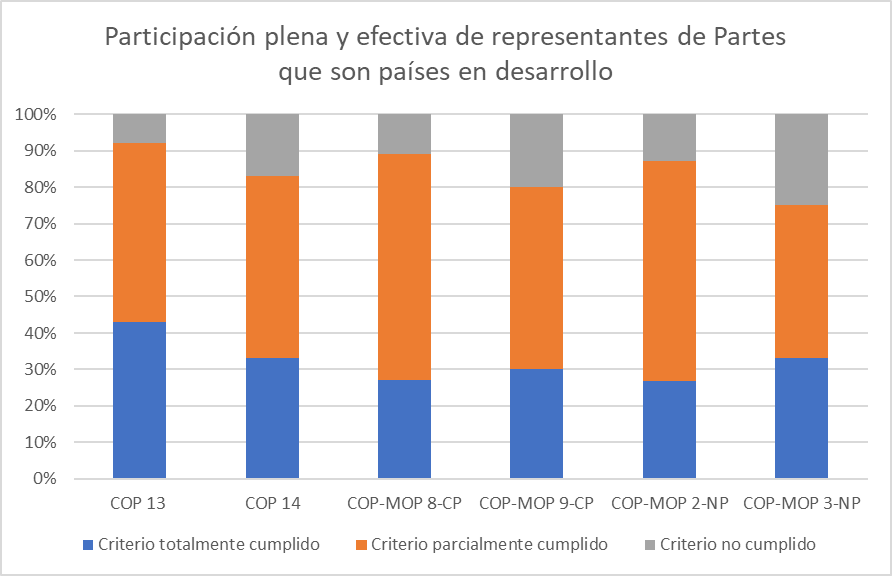 Participación plena y efectiva de representantes de Partes
que son países en desarrollo
100%
90%
80%
70%
60%
50%
40%
30%
20%
10%
0%
COP 13 COP 14 COP-MOP 8-CP COP-MOP 9-CP COP-MOP 2-NP COP-MOP 3-NP
Criterio totalmente cumplido Criterio parcialmente cumplido Criterio no cumplido